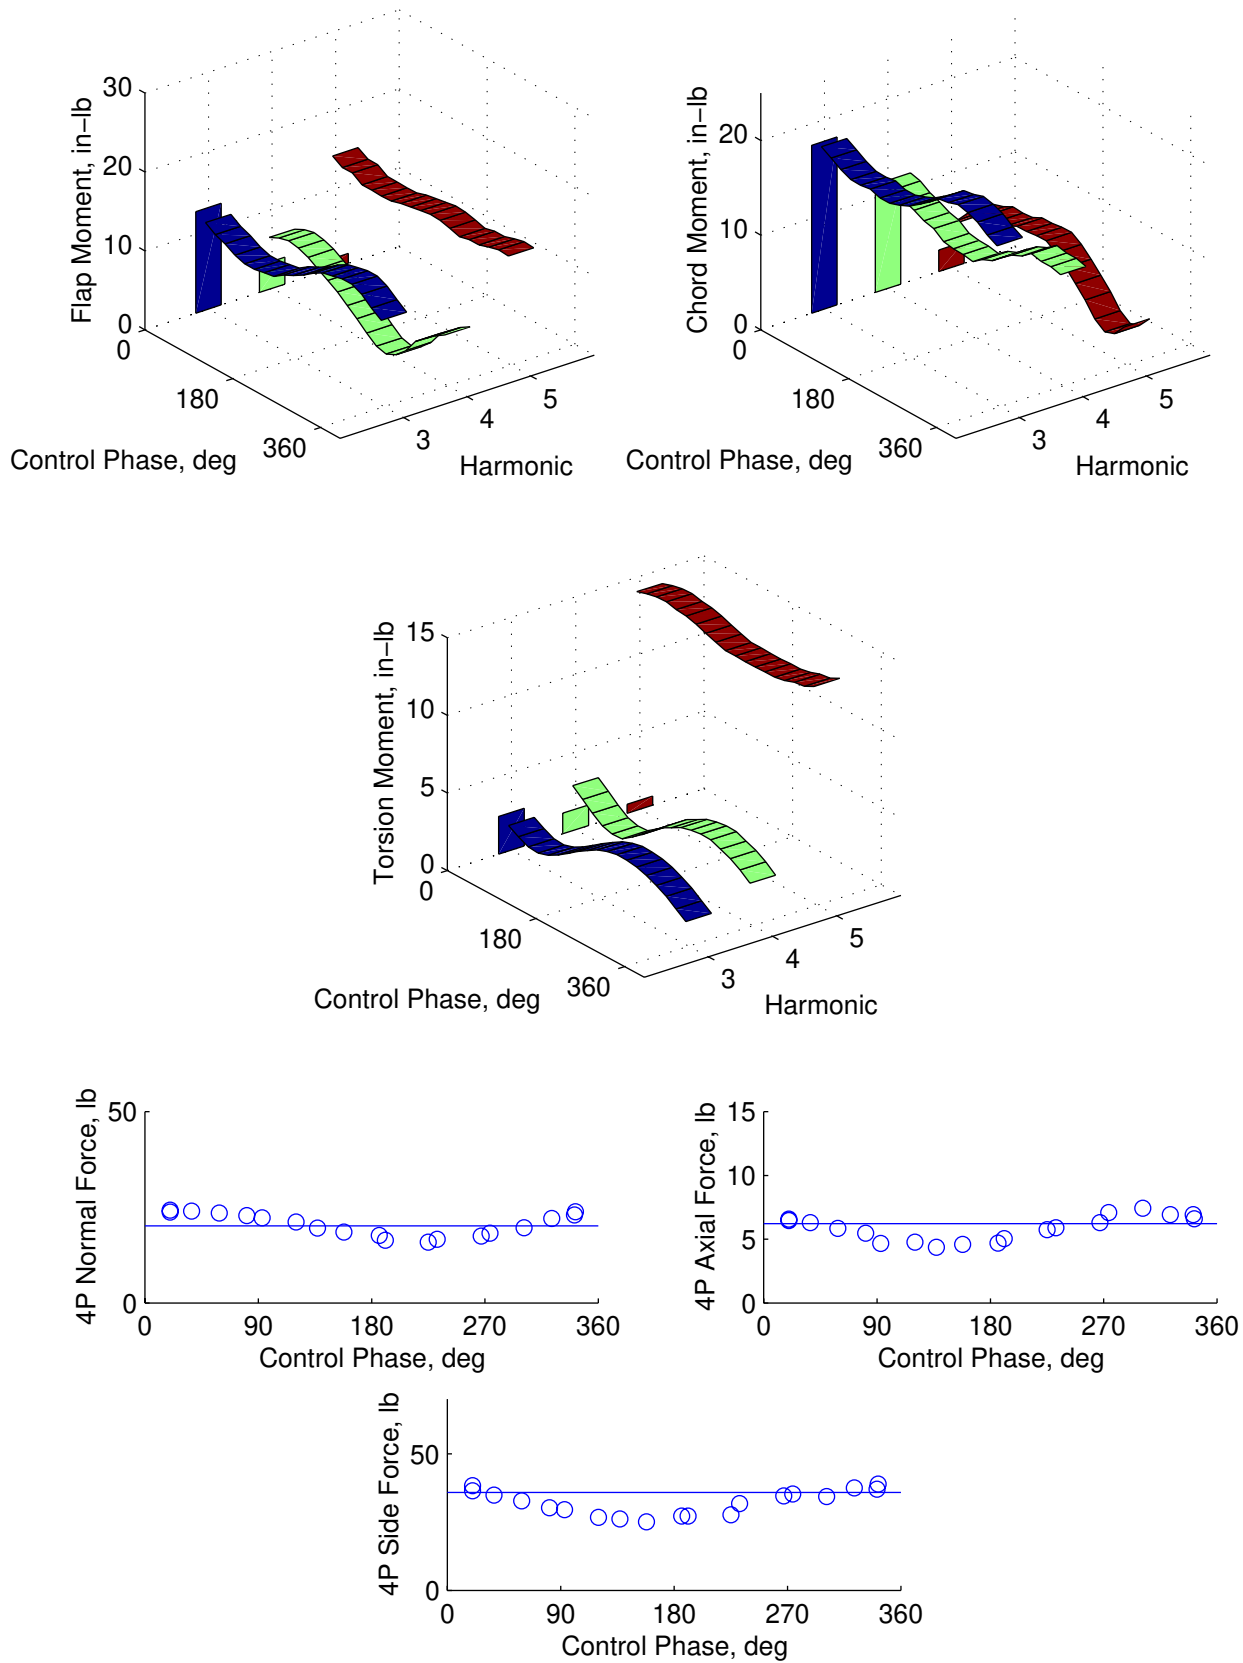 Flap Moment, in−lb
30
20
10
0
0
180
360
3
4
5
Control Phase, deg
Harmonic
Chord Moment, in−lb
20
10
0
0
180
360
3
4
5
Control Phase, deg
Harmonic
Torsion Moment, in−lb
15
10
5
0
0
180
360
3
4
5
Control Phase, deg
Harmonic
4P Normal Force, lb
50
0
0 90 180 270 360
Control Phase, deg
4P Axial Force, lb
15
10
5
0
0 90 180 270 360
Control Phase, deg
4P Side Force, lb
50
0
0 90 180 270 360
Control Phase, deg